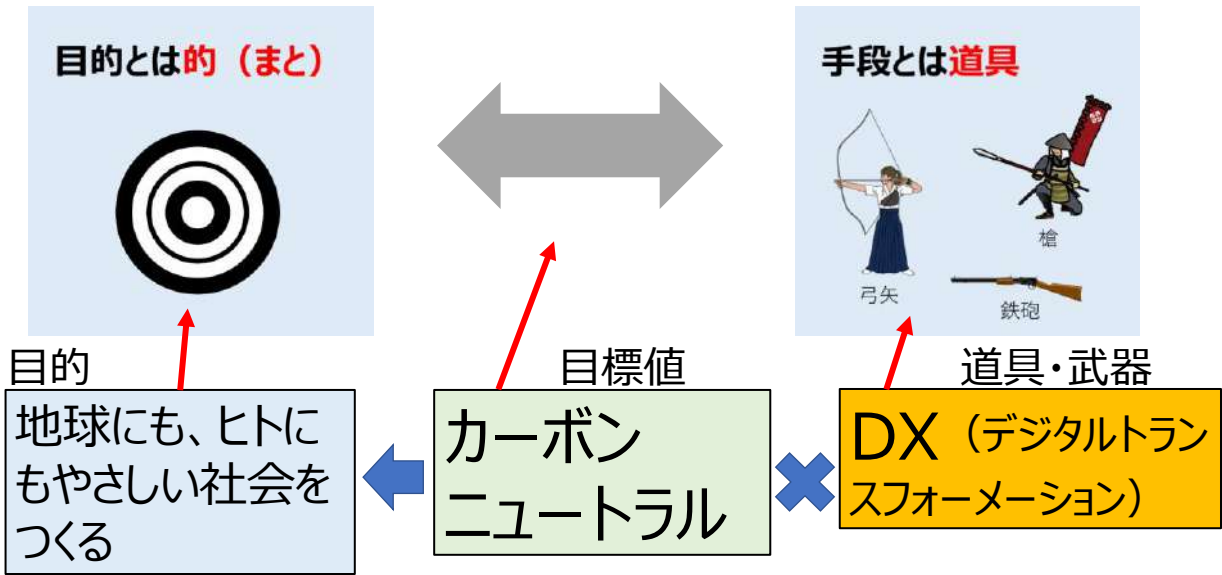 目的とは的（まと）
手段とは道具
槍
弓矢
鉄砲
目的
目標値
道具・武器
地球にも、ヒトに
もやさしい社会を
つくる
カーボン
ニュートラル
DX（デジタルトラン
スフォーメーション）